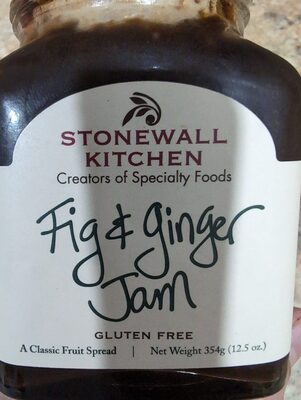 STONEWALL
KITCHEN
Creators of Specialty Foods
Fig & Ginger
Jam
GLUTEN FREE
A Classic Fruit Spread | Net Weight 354g (12.5 oz.)